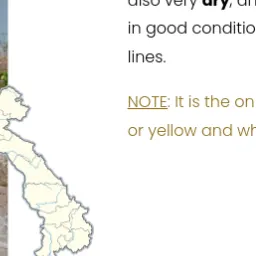 also very dry, an
in good conditio
lines.
NOTE: It is the on
or yellow and wh